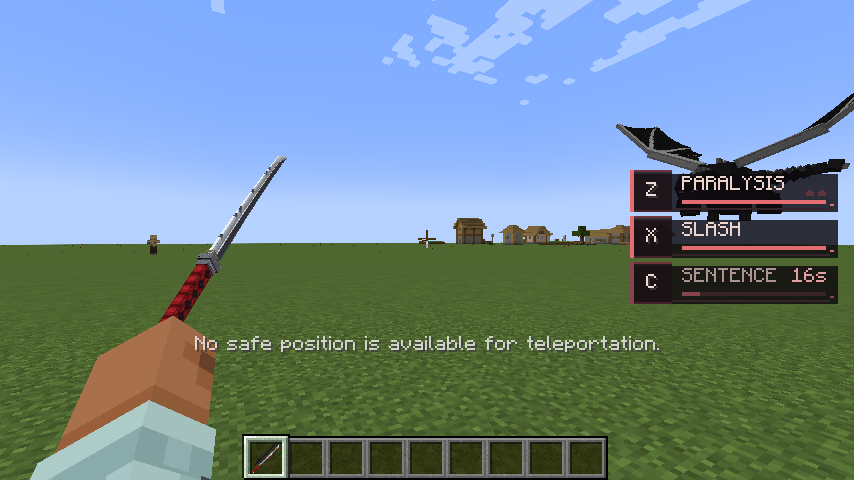 Z PARALYSIS
X SLASH
C SENTENCE 16s
No safe position is available for teleportation.